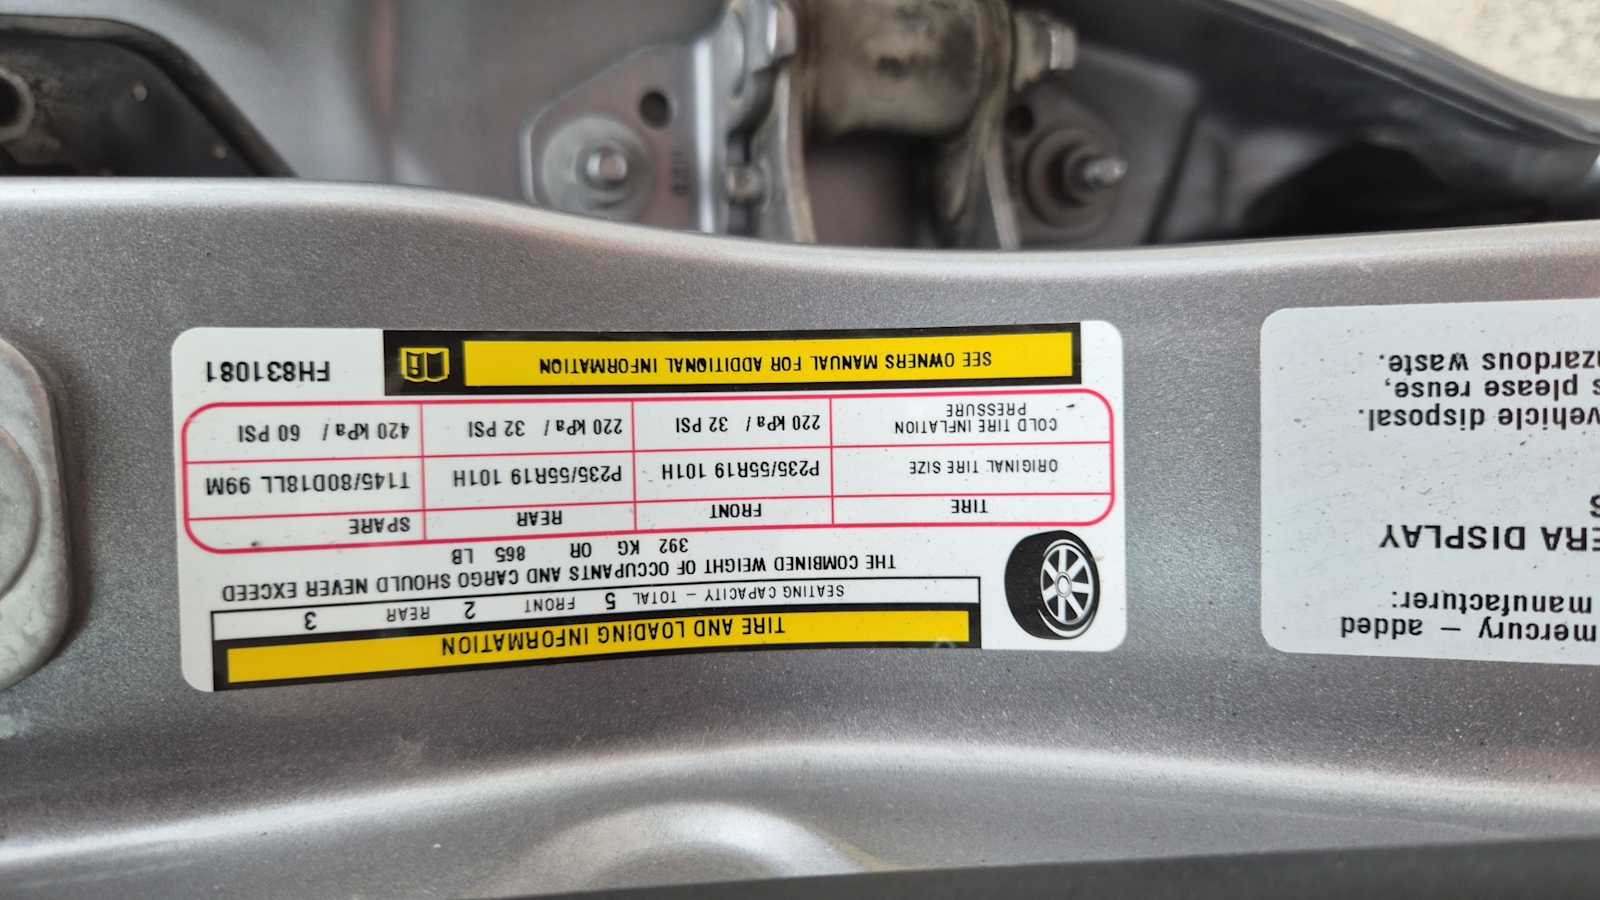 TIRE AND LOADING INFORMATION
SEATING CAPACITY – TOTAL 5 FRONT 2 REAR 3
THE COMBINED WEIGHT OF OCCUPANTS AND CARGO SHOULD NEVER EXCEED
392 KG OR 865 LB
TIRE FRONT REAR SPARE
ORIGINAL TIRE SIZE P235/55R19 101H P235/55R19 101H T145/80D18LL 99M
COLD TIRE INFLATION PRESSURE 220 kPa / 32 PSI 220 kPa / 32 PSI 420 kPa / 60 PSI
SEE OWNERS MANUAL FOR ADDITIONAL INFORMATION
FH831081
mercury – added
manufacturer:
ERA DISPLAY
S
vehicle disposal.
s please reuse,
azardous waste.